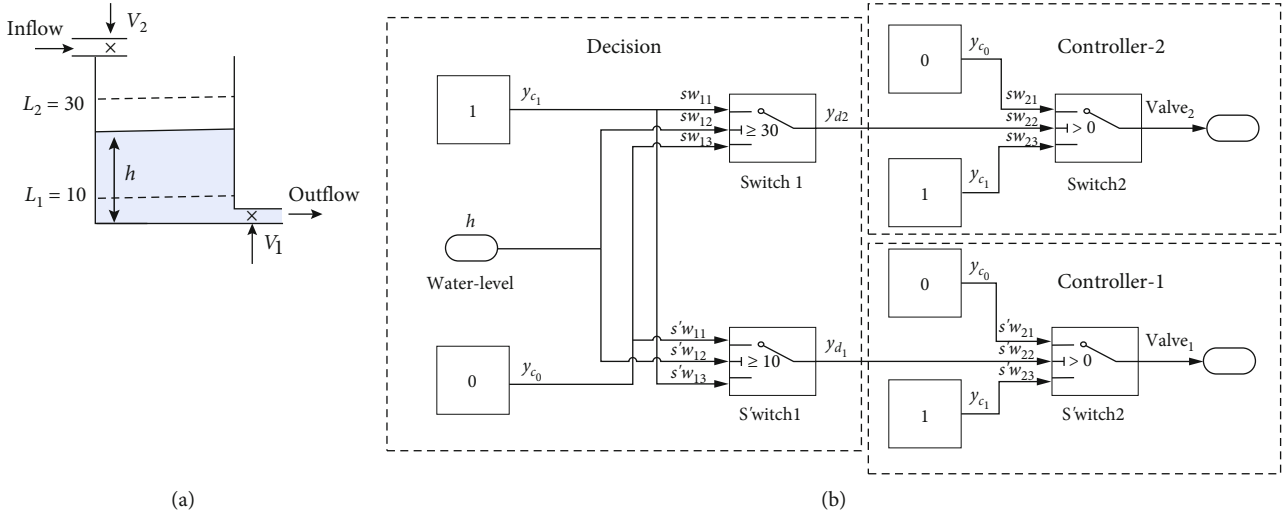 V2
Inflow
L2 = 30
h
L1 = 10
Outflow
V1
(a)
Decision
1
yc1
sw11
sw12
sw13
≥ 30
Switch 1
yd2
h
Water-level
0
yc0
s'w11
s'w12
s'w13
≥ 10
S'witch1
yd1
Controller-2
0
yc0
1
yc1
sw21
sw22
sw23
> 0
Switch2
Valve2
Controller-1
0
yc0
1
yc1
s'w21
s'w22
s'w23
> 0
S'witch2
Valve1
(b)